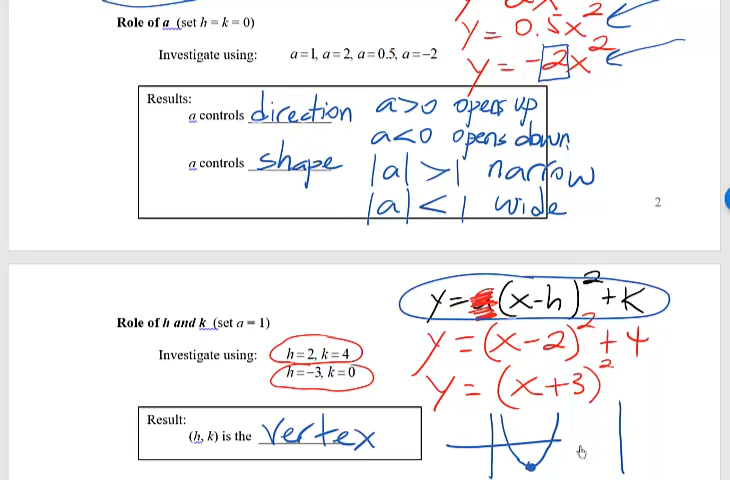 Role of a (set h = k = 0)
y = 0.5x²
Investigate using: a = 1, a = 2, a = 0.5, a = −2
y = -2x²
Results:
a controls direction a>0 opens up
a<0 opens down
a controls shape |a| >1 narrow
|a| < 1 wide
2
y = (x-h)² + k
Role of h and k (set a = 1)
y = (x-2)² + 4
Investigate using: h = 2, k = 4
h = −3, k = 0
y = (x+3)²
Result:
(h, k) is the vertex